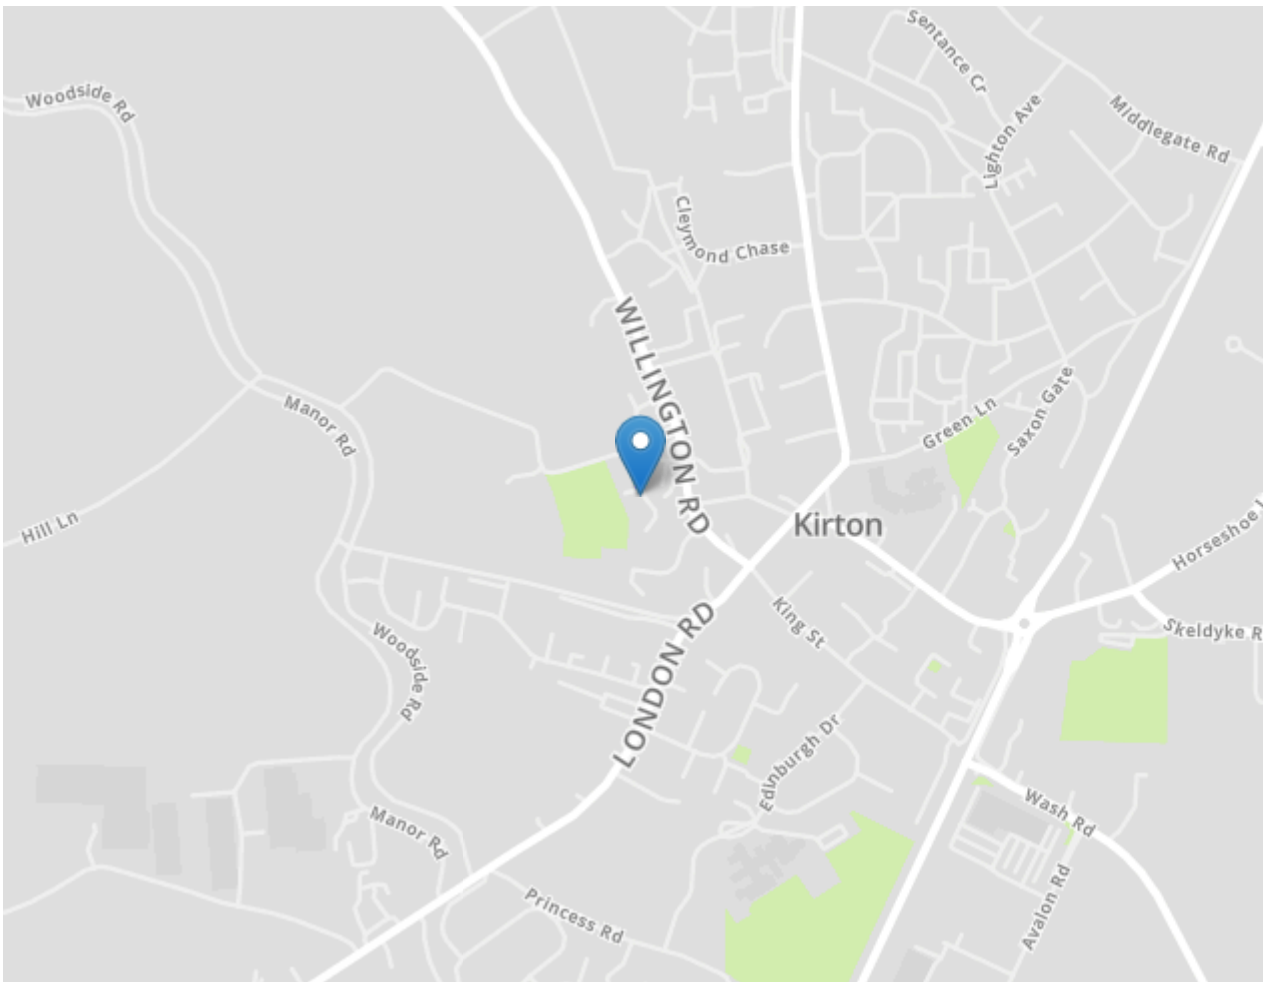 Sentance Cr
Woodside Rd
Lighton Ave
Middlegate Rd
Cleymond Chase
WILLINGTON RD
Manor Rd
Green Ln
Saxon Gate
Hill Ln
Kirton
Horseshoe L
King St
Skeldyke R
LONDON RD
Woodside Rd
Edinburgh Dr
Wash Rd
Manor Rd
Avalon Rd
Princess Rd